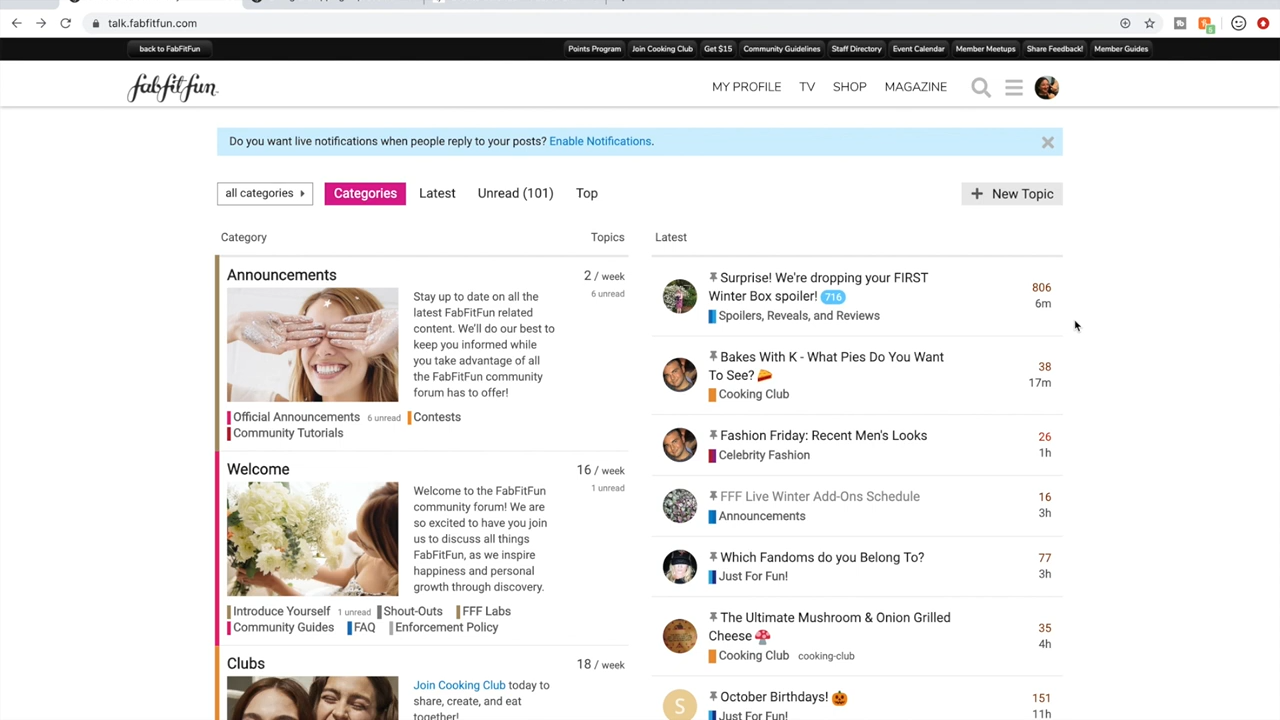 talk.fabfitfun.com
back to FabFitFun
Points Program
Join Cooking Club
Get $15
Community Guidelines
Staff Directory
Event Calendar
Member Meetups
Share Feedback!
Member Guides
fabfitfun
MY PROFILE
TV
SHOP
MAGAZINE
Do you want live notifications when people reply to your posts? Enable Notifications.
all categories
Categories
Latest
Unread (101)
Top
+ New Topic
Category
Topics
Announcements
2 / week
6 unread
Stay up to date on all the
latest FabFitFun related
content. We'll do our best to
keep you informed while
you take advantage of all
the FabFitFun community
forum has to offer!
Official Announcements 6 unread Contests
Community Tutorials
Welcome
16 / week
1 unread
Welcome to the FabFitFun
community forum! We are
so excited to have you join
us to discuss all things
FabFitFun, as we inspire
happiness and personal
growth through discovery.
Introduce Yourself 1 unread Shout-Outs FFF Labs
Community Guides FAQ Enforcement Policy
Clubs
18 / week
Join Cooking Club today to
share, create, and eat
together!
Latest
Surprise! We're dropping your FIRST
Winter Box spoiler! 716
Spoilers, Reveals, and Reviews
806
6m
Bakes With K - What Pies Do You Want
To See? 🥧
Cooking Club
38
17m
Fashion Friday: Recent Men's Looks
Celebrity Fashion
26
1h
FFF Live Winter Add-Ons Schedule
Announcements
16
3h
Which Fandoms do you Belong To?
Just For Fun!
77
3h
The Ultimate Mushroom & Onion Grilled
Cheese 🍄
Cooking Club cooking-club
35
4h
S
October Birthdays! 🎃
Just For Fun!
151
11h